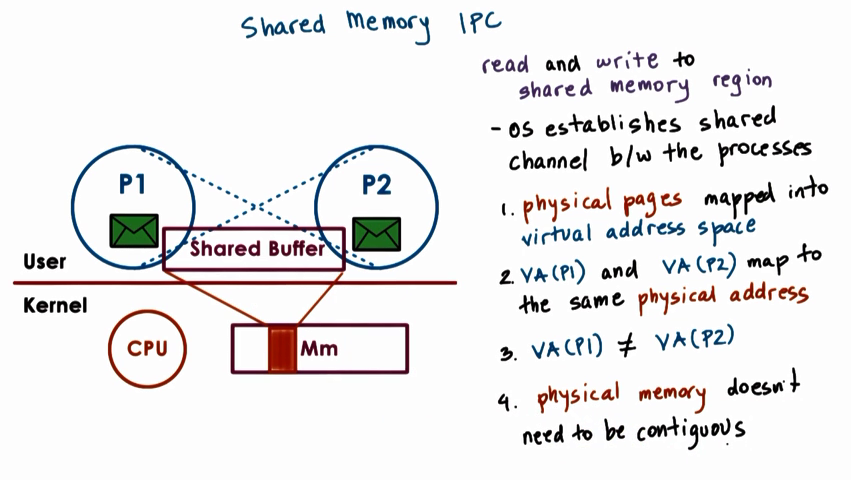 Shared Memory IPC
read and write to
shared memory region
- OS establishes shared
channel b/w the processes
1. physical pages mapped into
virtual address space
2. VA(P1) and VA(P2) map to
the same physical address
3. VA(P1) ≠ VA(P2)
4. physical memory doesn't
need to be contiguous
P1
P2
Shared Buffer
User
Kernel
CPU
Mm